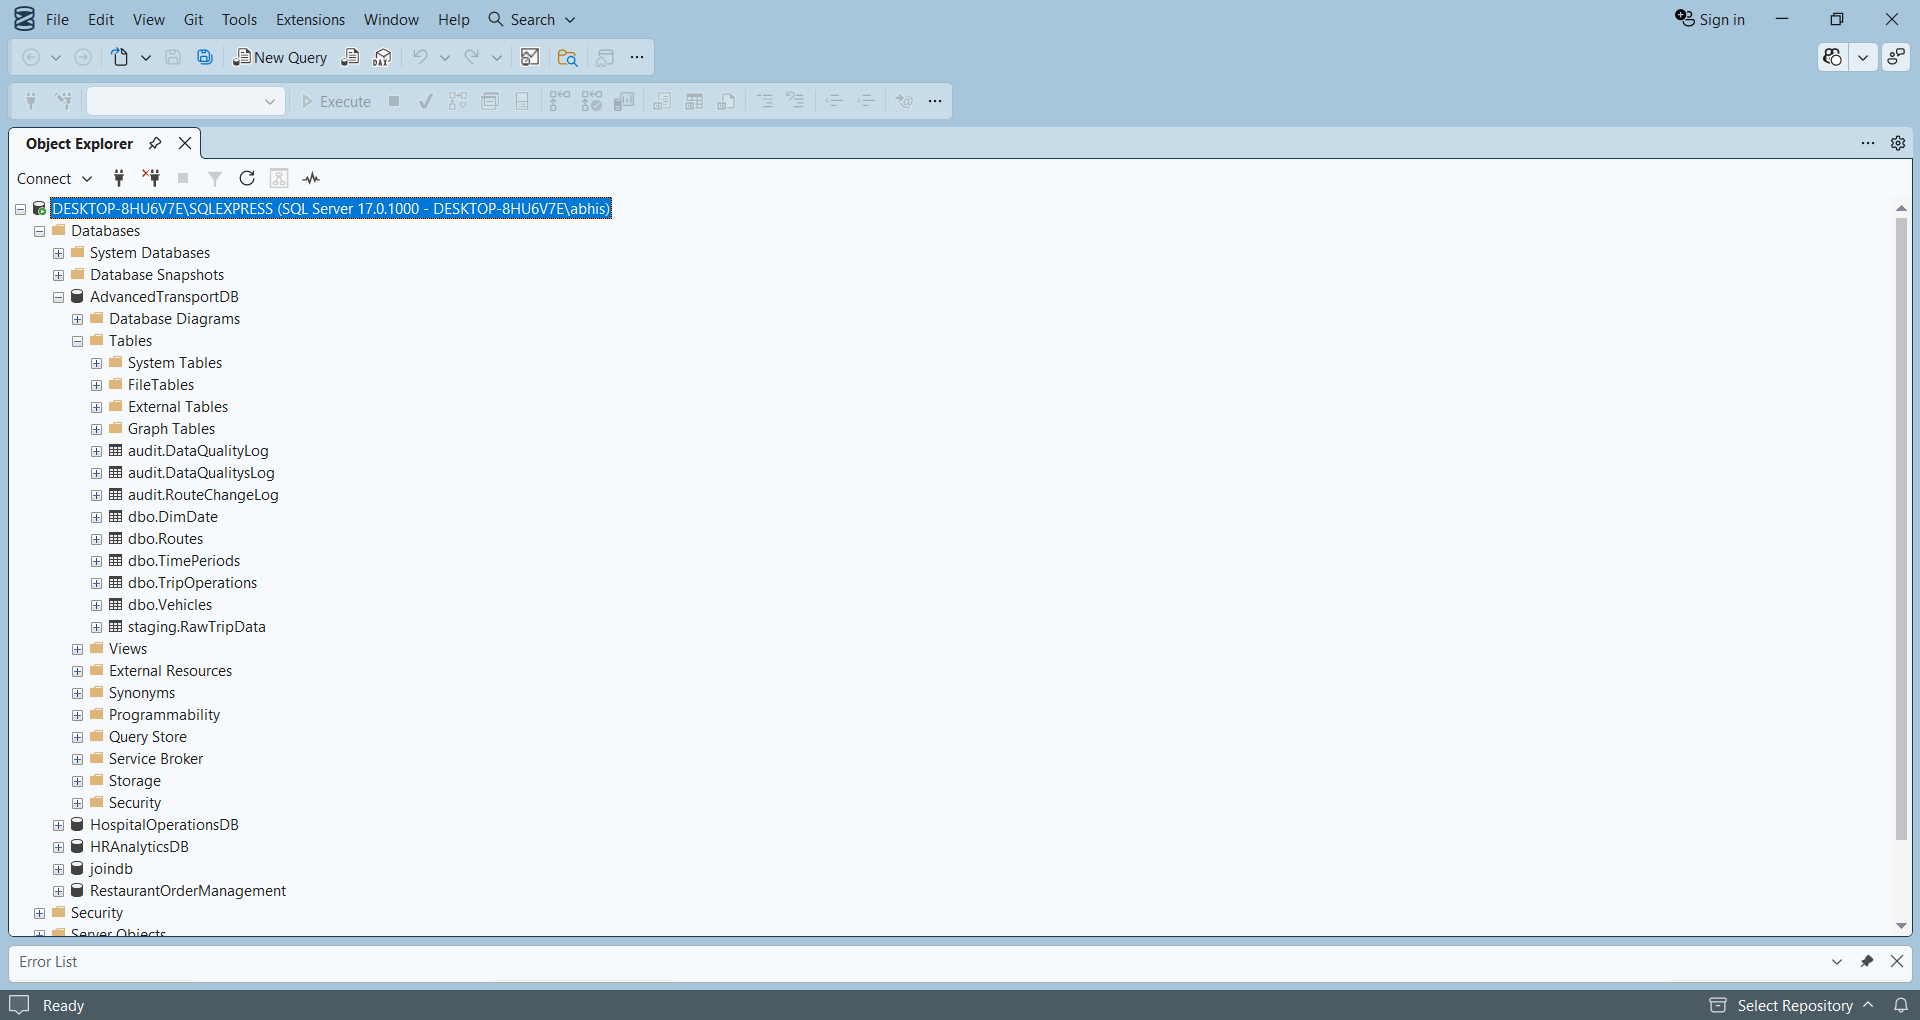 File Edit View Git Tools Extensions Window Help Search Sign in
New Query
DAX
Execute
Object Explorer
Connect
DESKTOP-8HU6V7E\SQLEXPRESS (SQL Server 17.0.1000 - DESKTOP-8HU6V7E\abhis)
Databases
System Databases
Database Snapshots
AdvancedTransportDB
Database Diagrams
Tables
System Tables
FileTables
External Tables
Graph Tables
audit.DataQualityLog
audit.DataQualitysLog
audit.RouteChangeLog
dbo.DimDate
dbo.Routes
dbo.TimePeriods
dbo.TripOperations
dbo.Vehicles
staging.RawTripData
Views
External Resources
Synonyms
Programmability
Query Store
Service Broker
Storage
Security
HospitalOperationsDB
HRAnalyticsDB
joindb
RestaurantOrderManagement
Security
Server Objects
Error List
Ready Select Repository